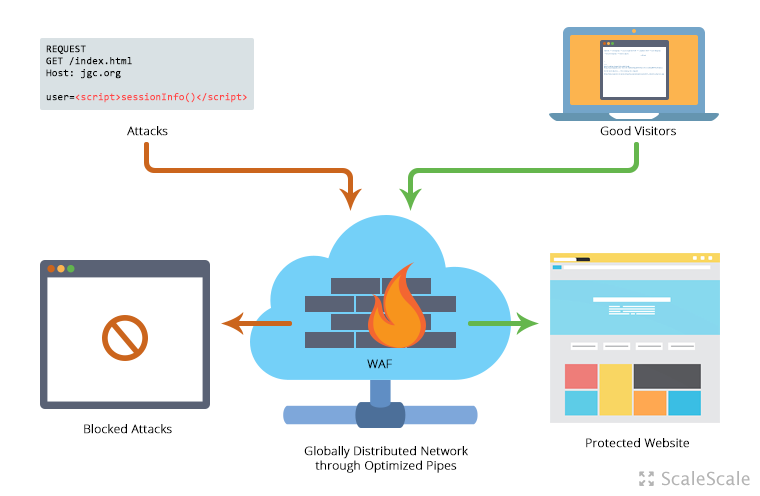 REQUEST
GET /index.html
Host: jgc.org
user=<script>sessionInfo()</script>
Attacks
Good Visitors
WAF
Blocked Attacks
Globally Distributed Network
through Optimized Pipes
Protected Website
ScaleScale